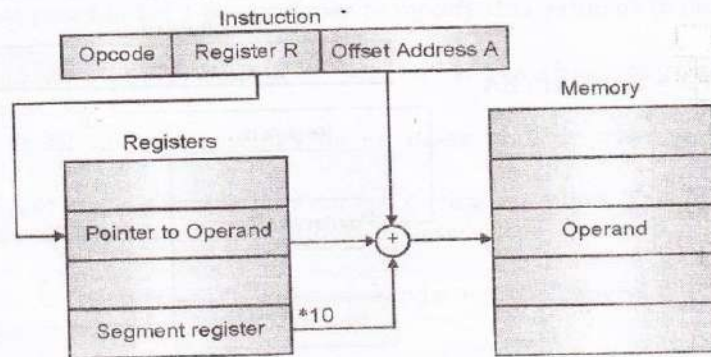 Instruction
Opcode Register R Offset Address A
Memory
Registers
Pointer to Operand
+
Operand
Segment register
*10